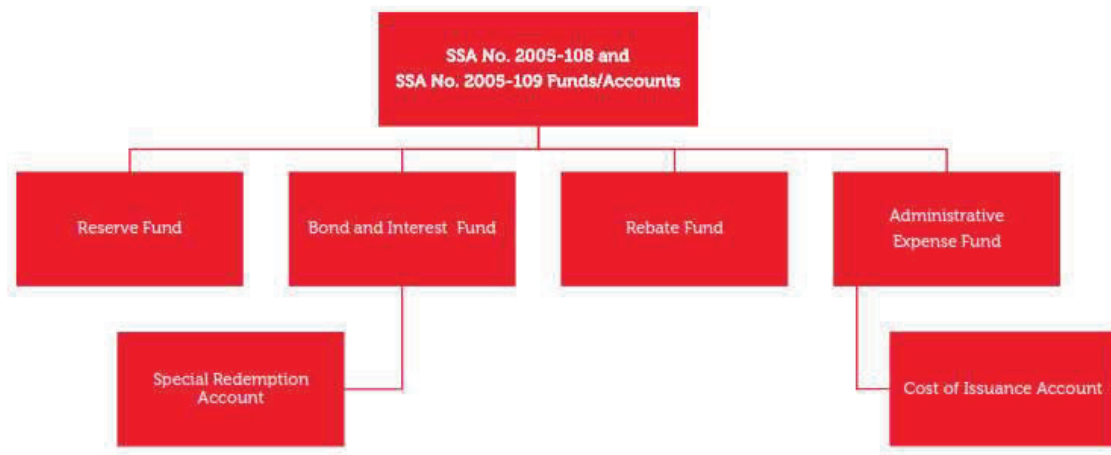 SSA No. 2005-108 and
SSA No. 2005-109 Funds/Accounts
Reserve Fund
Bond and Interest Fund
Rebate Fund
Administrative
Expense Fund
Special Redemption
Account
Cost of Issuance Account